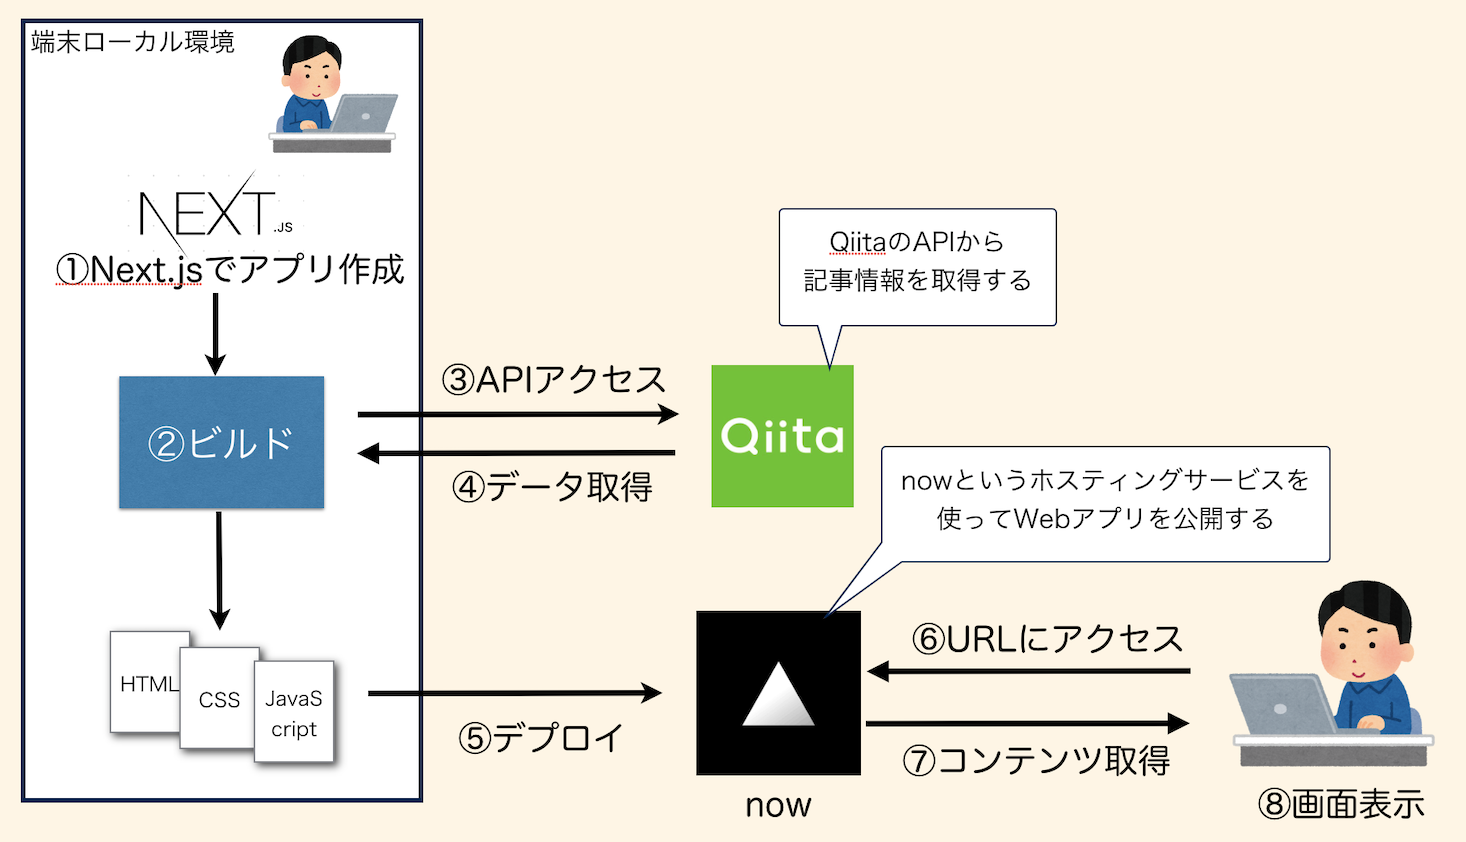 端末ローカル環境
NEXT.JS
①Next.jsでアプリ作成
QiitaのAPIから
記事情報を取得する
③APIアクセス
②ビルド
Qiita
④データ取得
nowというホスティングサービスを
使ってWebアプリを公開する
HTML
CSS
JavaS
cript
⑤デプロイ
⑥URLにアクセス
⑦コンテンツ取得
now
⑧画面表示